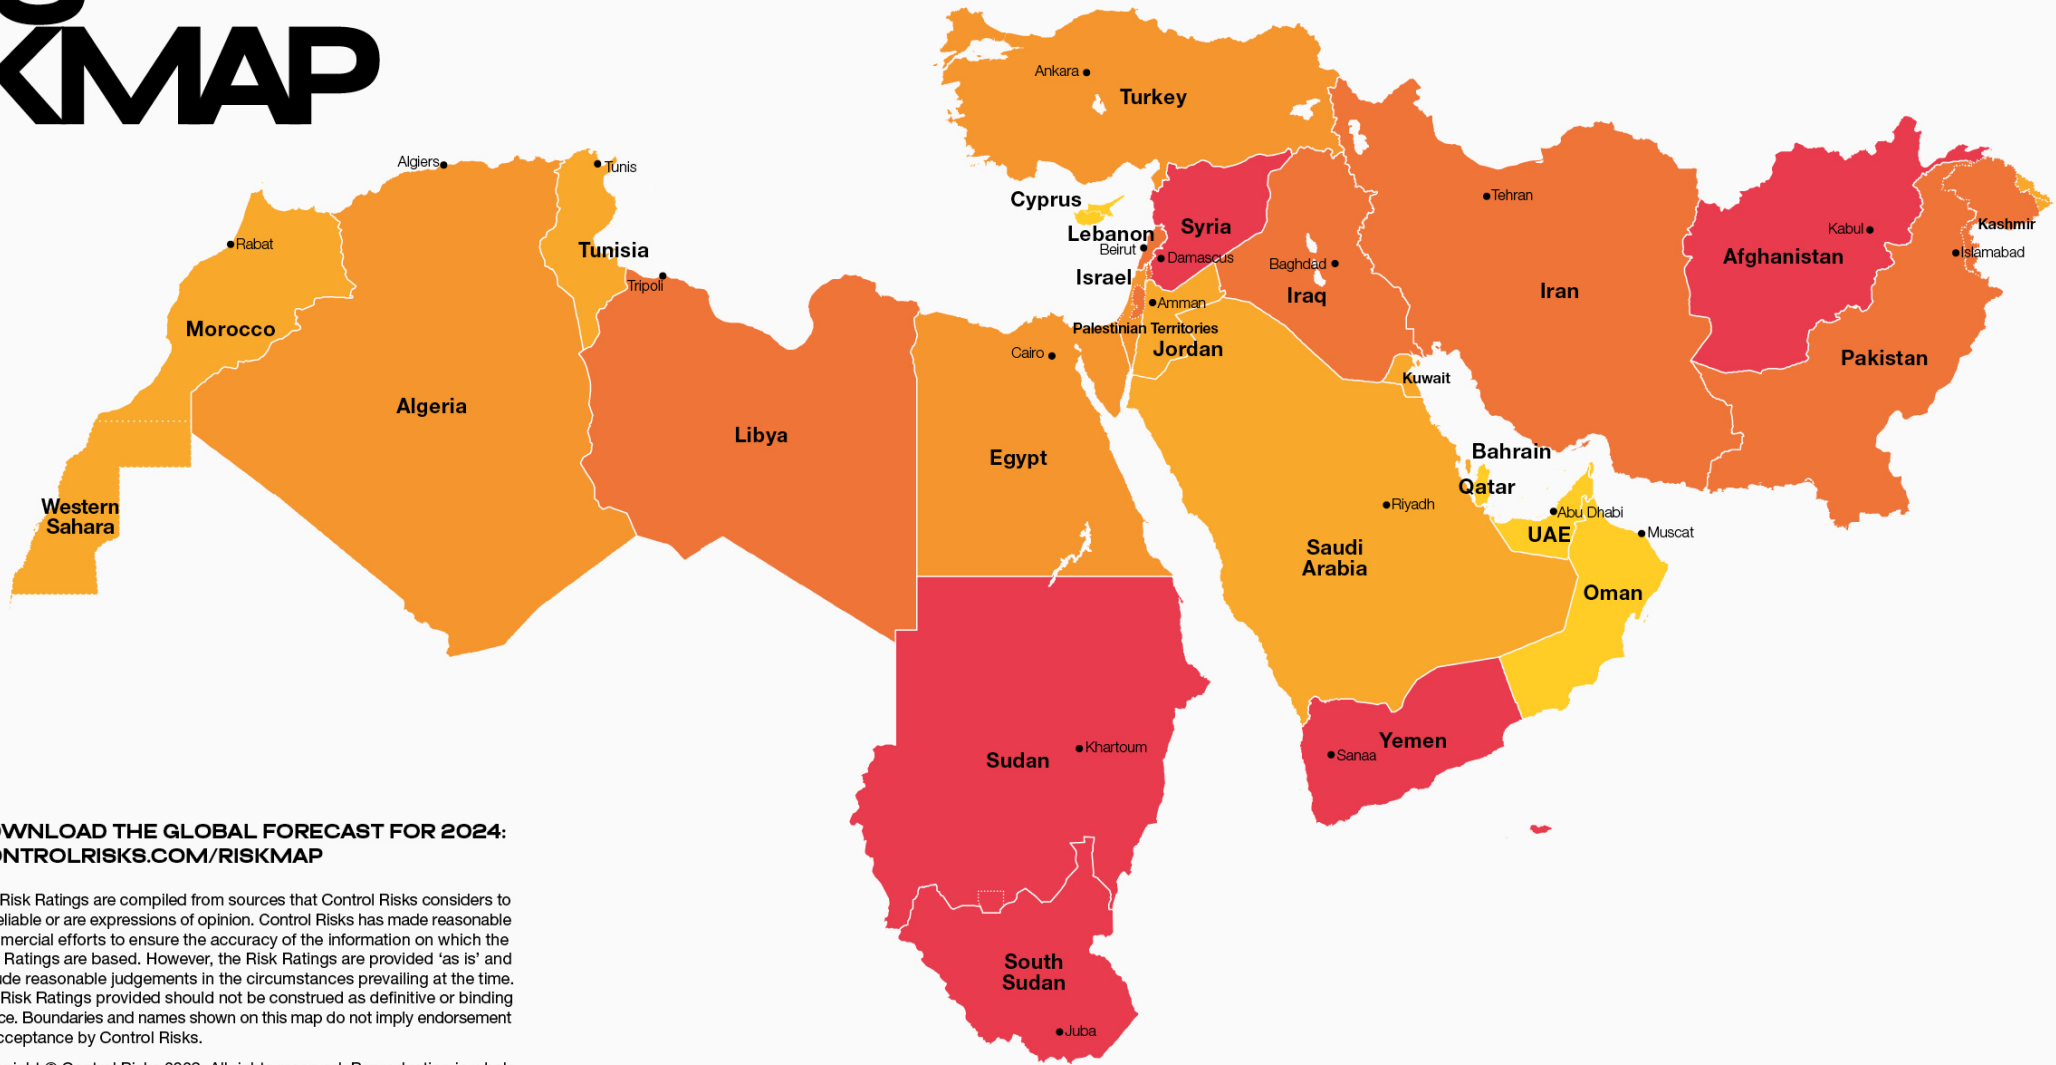 KMAP
Ankara
Turkey
Algiers
Tunis
Cyprus
Tehran
Rabat
Tunisia
Lebanon
Beirut
Syria
Damascus
Kabul
Afghanistan
Kashmir
Islamabad
Tripoli
Israel
Baghdad
Iraq
Iran
Amman
Morocco
Palestinian Territories
Jordan
Cairo
Kuwait
Pakistan
Algeria
Libya
Egypt
Bahrain
Qatar
Riyadh
Abu Dhabi
UAE
Muscat
Western
Sahara
Saudi
Arabia
Oman
Sudan
Khartoum
Yemen
Sanaa
South
Sudan
Juba
OWNLOAD THE GLOBAL FORECAST FOR 2024:
ONTROLRISKS.COM/RISKMAP
Risk Ratings are compiled from sources that Control Risks considers to
eliable or are expressions of opinion. Control Risks has made reasonable
mercial efforts to ensure the accuracy of the information on which the
Ratings are based. However, the Risk Ratings are provided ‘as is’ and
ude reasonable judgements in the circumstances prevailing at the time.
Risk Ratings provided should not be construed as definitive or binding
ce. Boundaries and names shown on this map do not imply endorsement
cceptance by Control Risks.